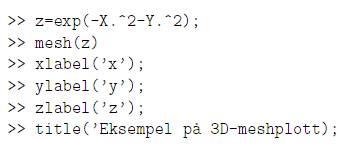 >> z=exp(-X.^2-Y.^2);
>> mesh(z)
>> xlabel('x');
>> ylabel('y');
>> zlabel('z');
>> title('Eksempel på 3D-meshplott);